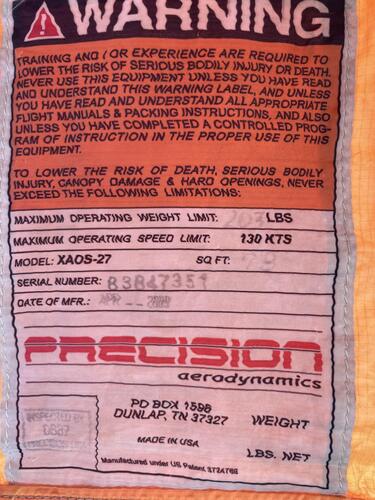 WARNING
TRAINING AND / OR EXPERIENCE ARE REQUIRED TO
LOWER THE RISK OF SERIOUS BODILY INJURY OR DEATH.
NEVER USE THIS EQUIPMENT UNLESS YOU HAVE READ
AND UNDERSTAND THIS WARNING LABEL, AND UNLESS
YOU HAVE READ AND UNDERSTAND ALL APPROPRIATE
FLIGHT MANUALS & PACKING INSTRUCTIONS, AND ALSO
UNLESS YOU HAVE COMPLETED A CONTROLLED PROG-
RAM OF INSTRUCTION IN THE PROPER USE OF THIS
EQUIPMENT.
TO LOWER THE RISK OF DEATH, SERIOUS BODILY
INJURY, CANOPY DAMAGE & HARD OPENINGS, NEVER
EXCEED THE FOLLOWING LIMITATIONS:
MAXIMUM OPERATING WEIGHT LIMIT: LBS
MAXIMUM OPERATING SPEED LIMIT: 130 KTS
MODEL: XAOS-27 SQ FT:
SERIAL NUMBER:
DATE OF MFR.: APR
PRECISION
aerodynamics
PO BOX 1596
DUNLAP, TN 37327 WEIGHT
MADE IN USA
LBS. NET
INSPECTED BY
Manufactured under US Patent 3724789